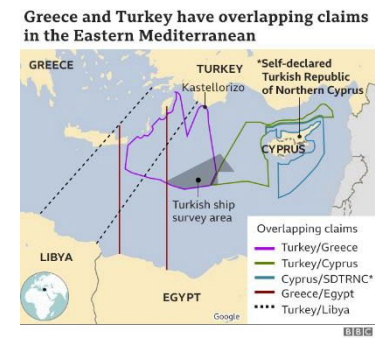 Greece and Turkey have overlapping claims
in the Eastern Mediterranean
GREECE
TURKEY
*Self-declared
Turkish Republic
of Northern Cyprus
Kastellorizo
CYPRUS
Turkish ship
survey area
LIBYA
EGYPT
Google
Overlapping claims
Turkey/Greece
Turkey/Cyprus
Cyprus/SDTRNC*
Greece/Egypt
Turkey/Libya
BBC